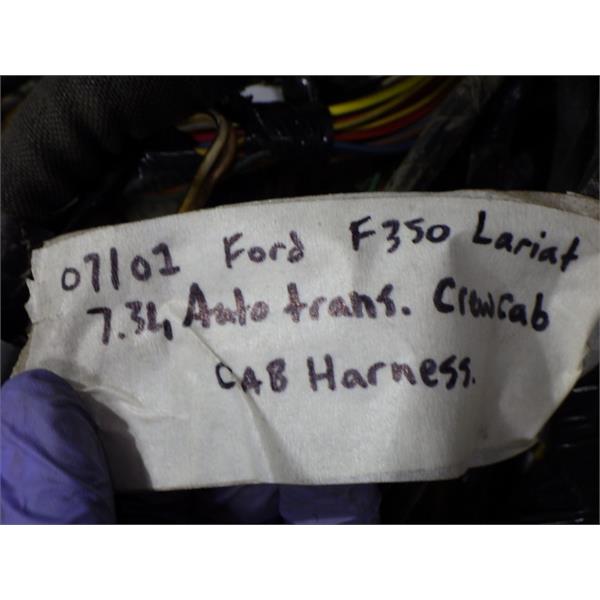 07/01 Ford F350 Lariat
7.3L, Auto trans. Crewcab
CAB Harness.